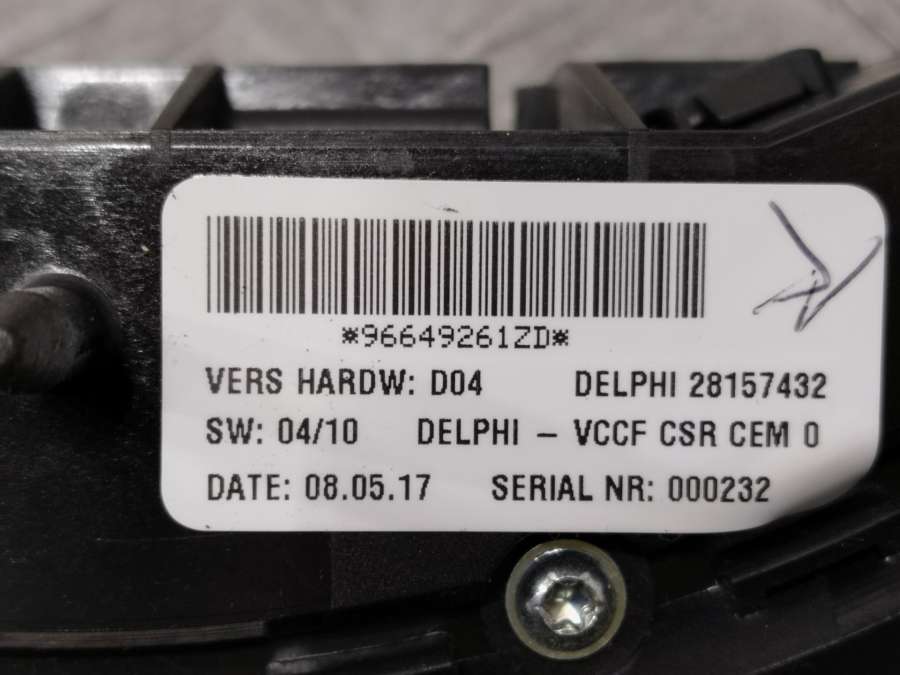 *96649261ZD*
VERS HARDW: D04 DELPHI 28157432
SW: 04/10 DELPHI – VCCF CSR CEM 0
DATE: 08.05.17 SERIAL NR: 000232